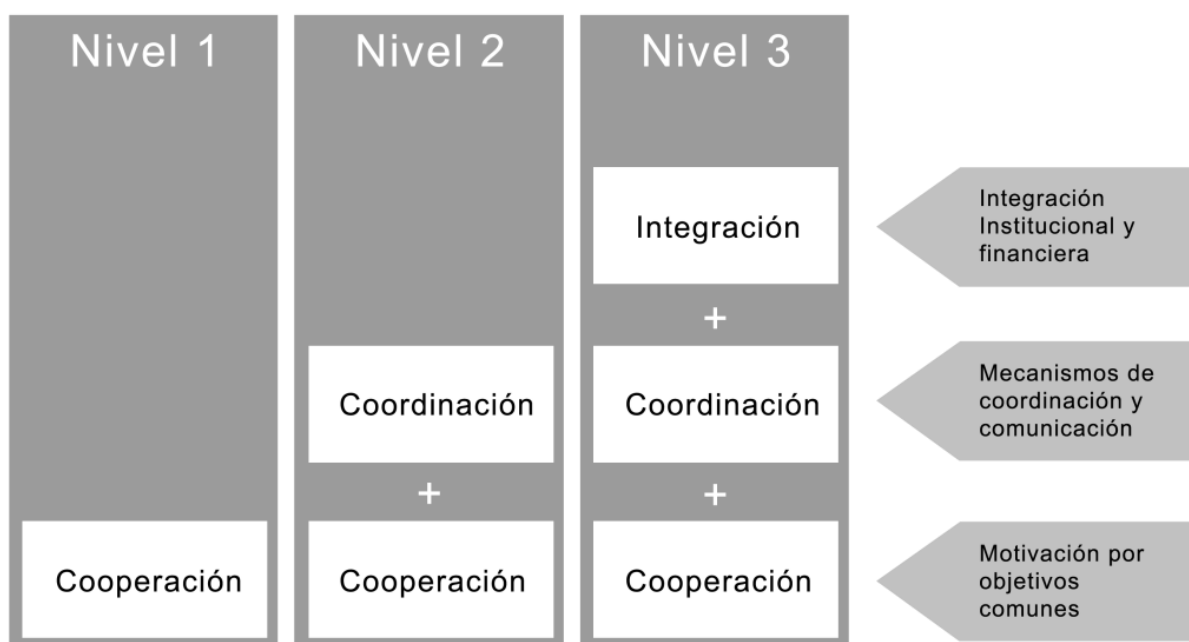 Nivel 1
Nivel 2
Nivel 3
Integración
Integración
Institucional y
financiera
+
Coordinación
Coordinación
Mecanismos de
coordinación y
comunicación
+
+
Cooperación
Cooperación
Cooperación
Motivación por
objetivos
comunes